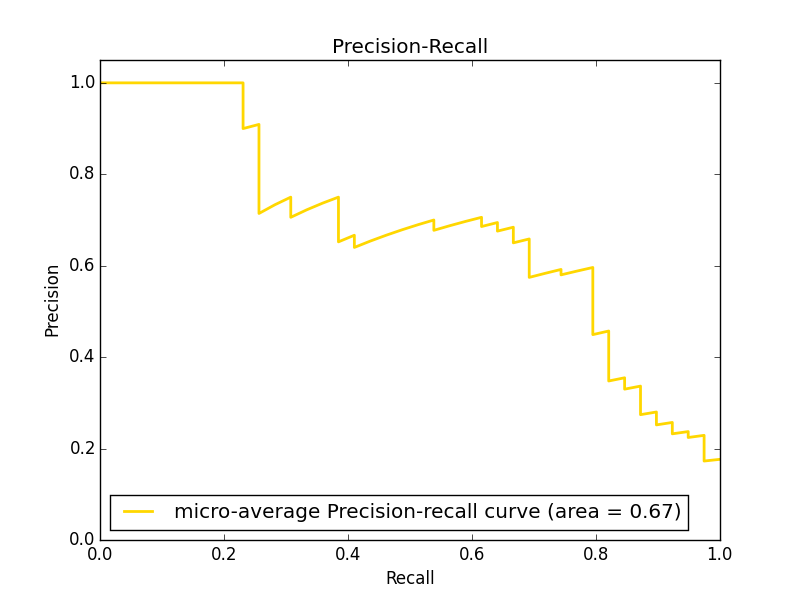 Precision-Recall
1.0
0.8
0.6
0.4
0.2
0.0
Precision
0.0 0.2 0.4 0.6 0.8 1.0
Recall
micro-average Precision-recall curve (area = 0.67)